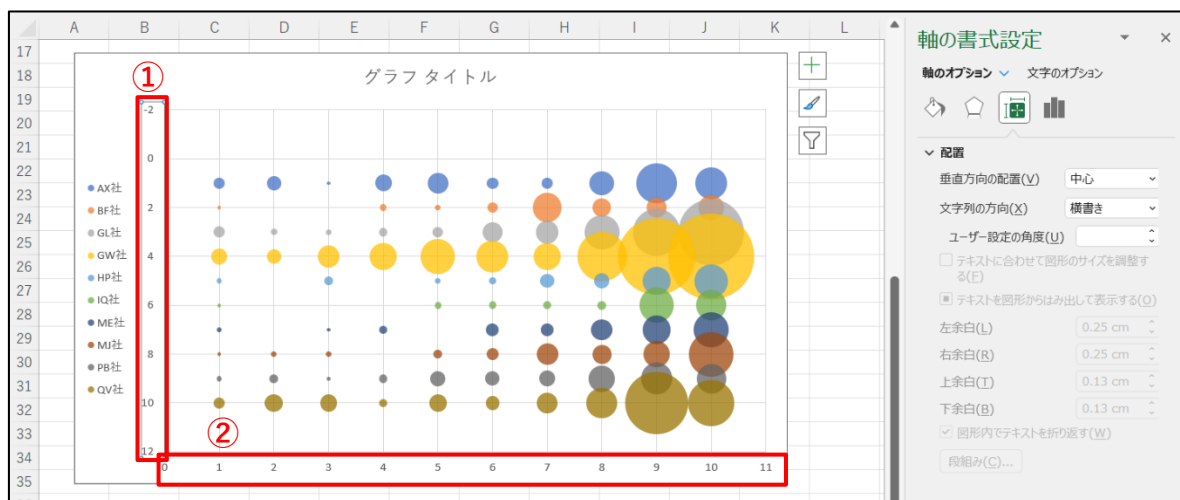 A B C D E F G H I J K L
17
18
19
20
21
22
23
24
25
26
27
28
29
30
31
32
33
34
35
①
グラフ タイトル
-2
0
2
4
6
8
10
12
AX社
BF社
GL社
GW社
HP社
IQ社
ME社
MJ社
PB社
QV社
②
0 1 2 3 4 5 6 7 8 9 10 11
軸の書式設定
軸のオプション 文字のオプション
配置
垂直方向の配置(V) 中心
文字列の方向(X) 横書き
ユーザー設定の角度(U)
テキストに合わせて図形のサイズを調整す
る(F)
テキストを図形からはみ出して表示する(O)
左余白(L) 0.25 cm
右余白(R) 0.25 cm
上余白(T) 0.13 cm
下余白(B) 0.13 cm
図形内でテキストを折り返す(W)
段組み(C)...